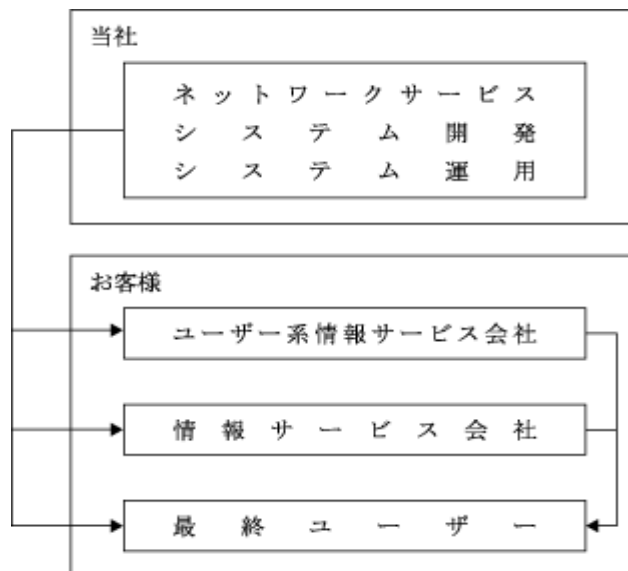 当社
ネットワークサービス
システム開発
システム運用
お客様
ユーザー系情報サービス会社
情報サービス会社
最終ユーザー